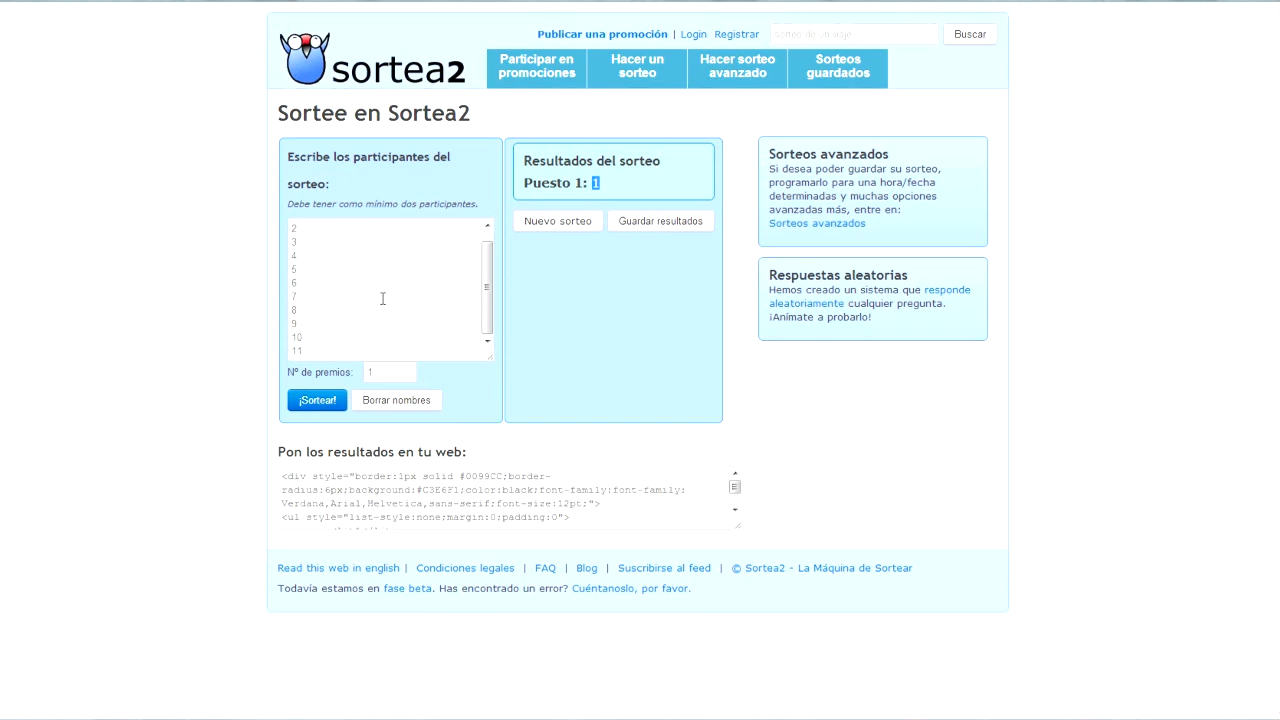 Publicar una promoción | Login Registrar
Buscar
sortea2
Participar en promociones
Hacer un sorteo
Hacer sorteo avanzado
Sorteos guardados
Sortee en Sortea2
Escribe los participantes del
sorteo:
Debe tener como mínimo dos participantes.
2
3
4
5
6
7
8
9
10
11
Nº de premios: 1
¡Sortear! Borrar nombres
Resultados del sorteo
Puesto 1: 1
Nuevo sorteo Guardar resultados
Sorteos avanzados
Si desea poder guardar su sorteo,
programarlo para una hora/fecha
determinadas y muchas opciones
avanzadas más, entre en:
Sorteos avanzados
Respuestas aleatorias
Hemos creado un sistema que responde
aleatoriamente cualquier pregunta.
¡Anímate a probarlo!
Pon los resultados en tu web:
<div style="border:1px solid #0099CC;border-
radius:6px;background:#C3E6F1;color:black;font-family:font-family:
Verdana,Arial,Helvetica,sans-serif;font-size:12pt;">
<ul style="list-style:none;margin:0;padding:0">
Read this web in english | Condiciones legales | FAQ | Blog | Suscribirse al feed | © Sortea2 - La Máquina de Sortear
Todavía estamos en fase beta. Has encontrado un error? Cuéntanoslo, por favor.